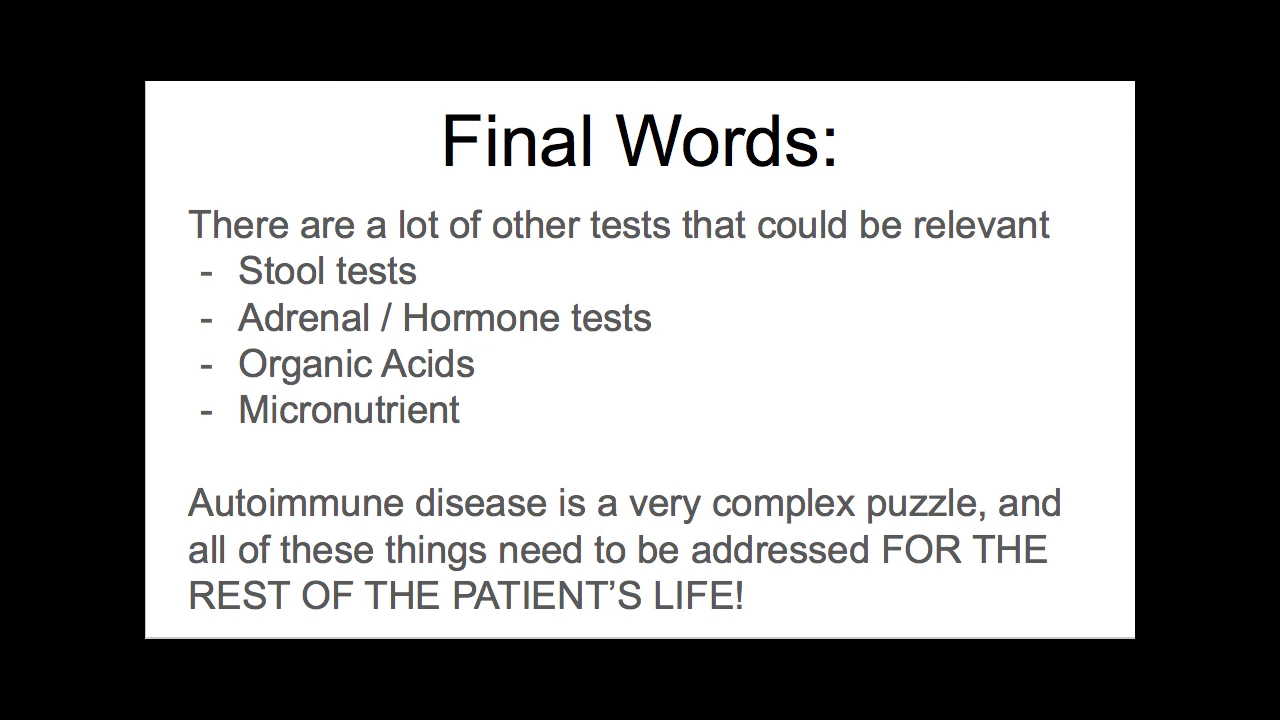 Final Words:
There are a lot of other tests that could be relevant
- Stool tests
- Adrenal / Hormone tests
- Organic Acids
- Micronutrient
Autoimmune disease is a very complex puzzle, and
all of these things need to be addressed FOR THE
REST OF THE PATIENT’S LIFE!